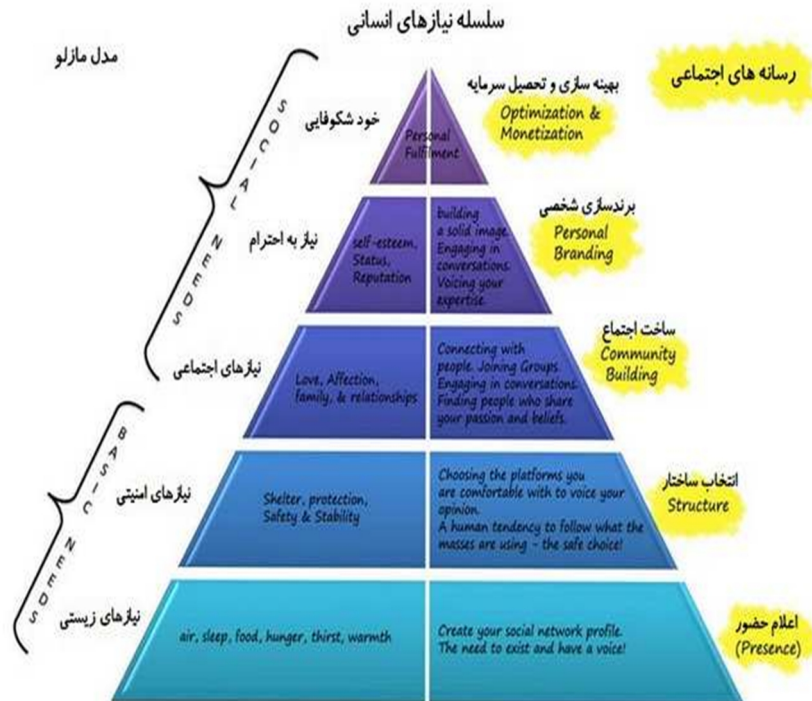 سلسله نیازهای انسانی
مدل مازلو
رسانه های اجتماعی
SOCIAL NEEDS
خود شکوفایی
Personal
Fulfilment
بهینه سازی و تحصیل سرمایه
Optimization &
Monetization
نیاز به احترام
self-esteem,
Status,
Reputation
building
a solid image.
Engaging in
conversations.
Voicing your
expertise.
برندسازی شخصی
Personal
Branding
نیازهای اجتماعی
Love, Affection,
family, & relationships
Connecting with
people. Joining Groups.
Engaging in conversations.
Finding people who share
your passion and beliefs.
ساخت اجتماع
Community
Building
BASIC NEEDS
نیازهای امنیتی
Shelter, protection,
Safety & Stability
Choosing the platforms you
are comfortable with to voice your
opinion.
A human tendency to follow what the
masses are using - the safe choice!
انتخاب ساختار
Structure
نیازهای زیستی
air, sleep, food, hunger, thirst, warmth
Create your social network profile.
The need to exist and have a voice!
اعلام حضور
(Presence)